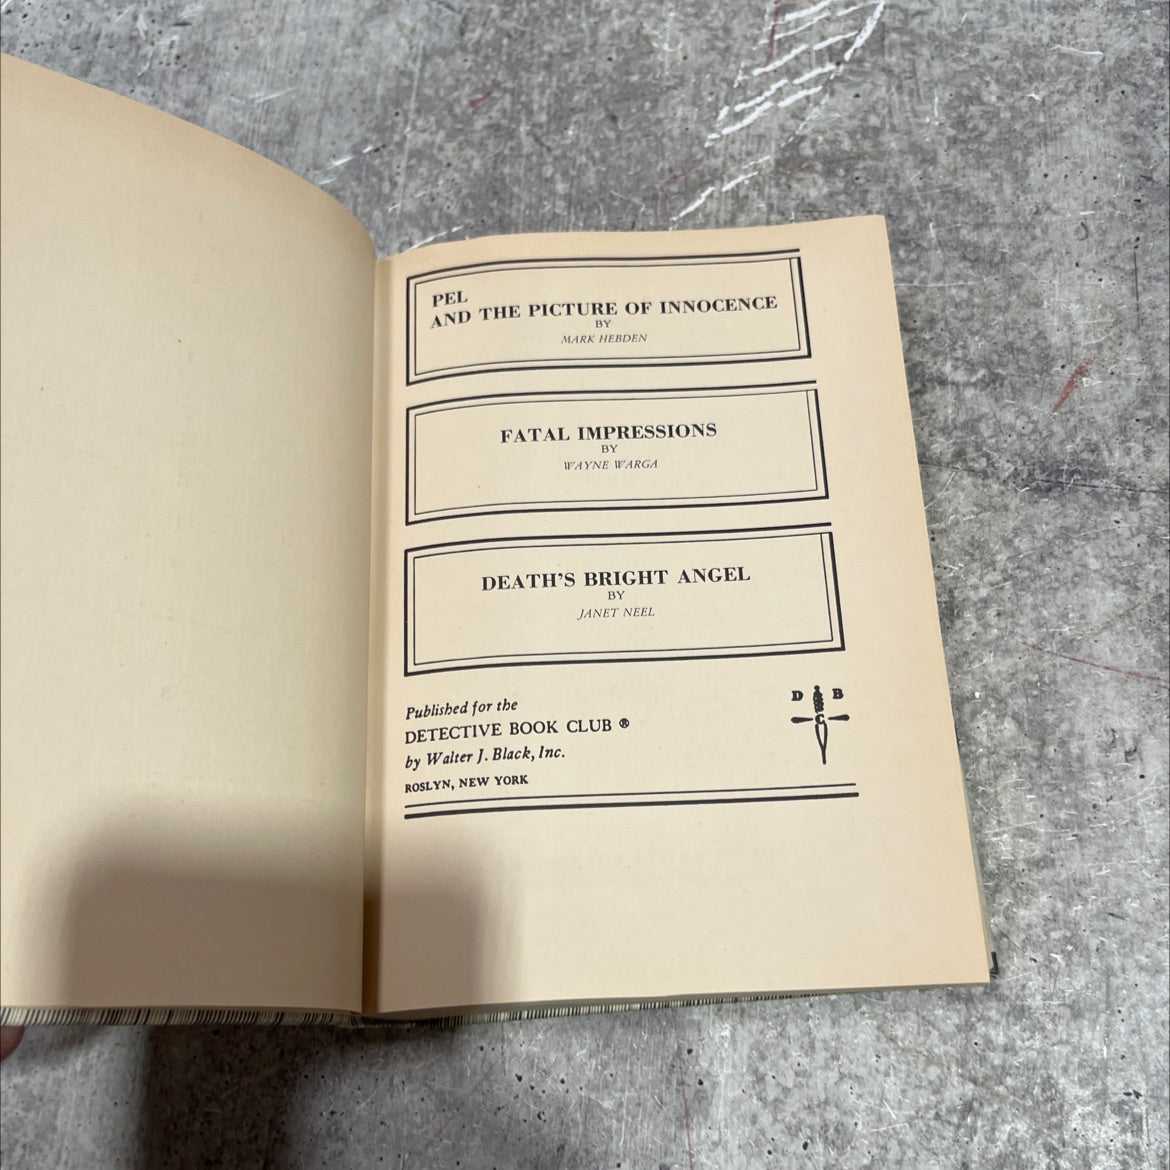 PEL
AND THE PICTURE OF INNOCENCE
BY
MARK HEBDEN
FATAL IMPRESSIONS
BY
WAYNE WARGA
DEATH'S BRIGHT ANGEL
BY
JANET NEEL
Published for the
DETECTIVE BOOK CLUB ®
by Walter J. Black, Inc.
ROSLYN, NEW YORK
D B
C